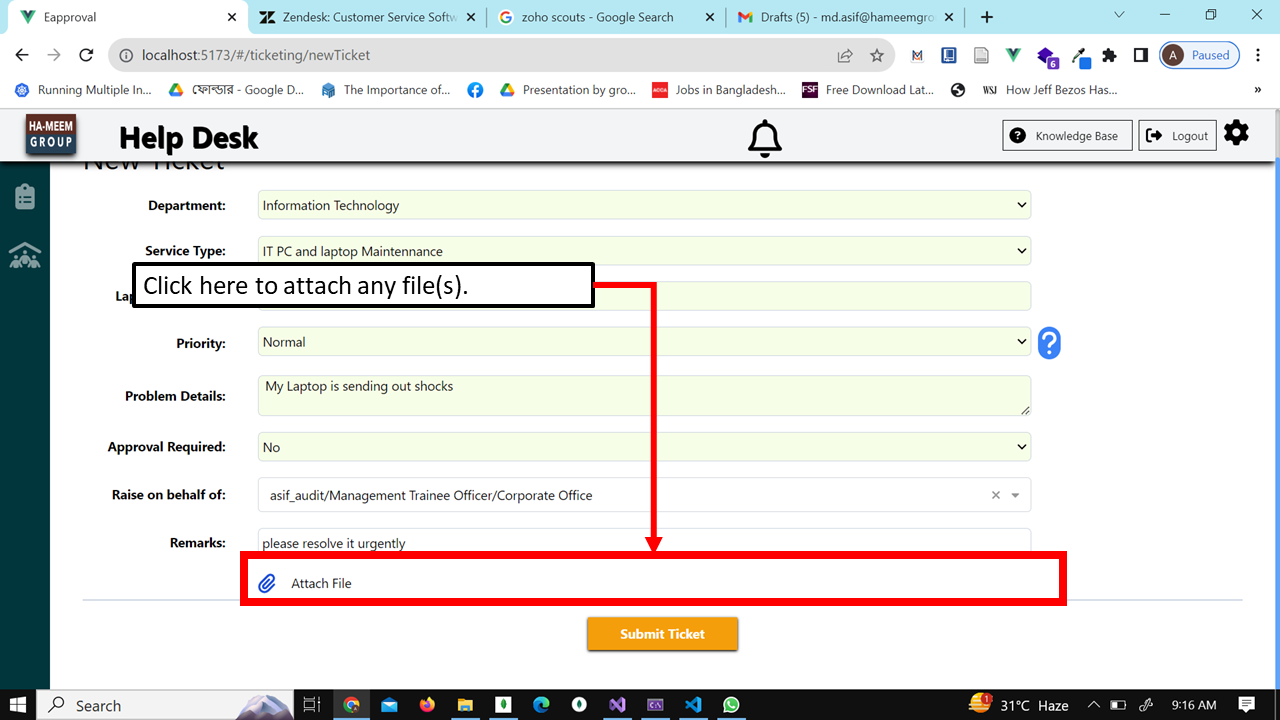 Eapproval
Zendesk: Customer Service Softw
zoho scouts - Google Search
Drafts (5) - md.asif@hameemgro
localhost:5173/#/ticketing/newTicket
6
A Paused
Running Multiple In...
ফোল্ডার - Google D...
The Importance of...
Presentation by gro...
ACCA
Jobs in Bangladesh...
FSF
Free Download Lat...
WSJ
How Jeff Bezos Has...
»
HA-MEEM
GROUP
Help Desk
Knowledge Base
Logout
New Ticket
Department:
Information Technology
Service Type:
IT PC and laptop Maintennance
Click here to attach any file(s).
Priority:
Normal
Problem Details:
My Laptop is sending out shocks
Approval Required:
No
Raise on behalf of:
asif_audit/Management Trainee Officer/Corporate Office
Remarks:
please resolve it urgently
Attach File
Submit Ticket
Search
1
31°C Haze
9:16 AM